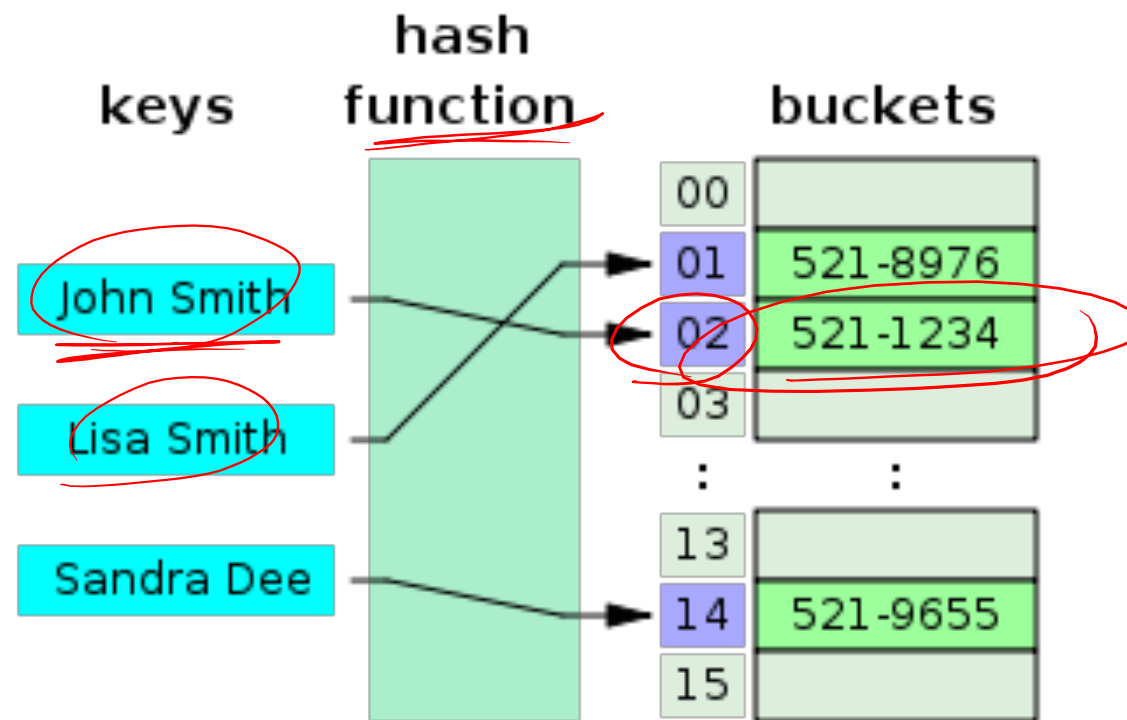 hash
keys function buckets
00
01 521-8976
John Smith 02 521-1234
03
Lisa Smith
: :
13
Sandra Dee 14 521-9655
15